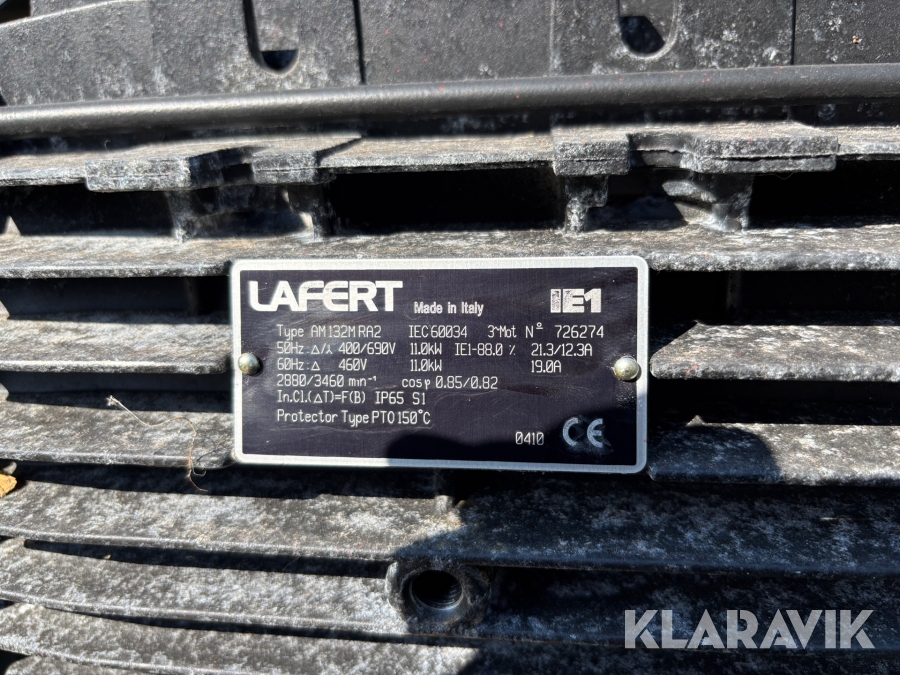 LAFERT Made in Italy IE1
Type AM132MRA2 IEC60034 3~Mot Nº 726274
50Hz:Δ/⅄ 400/690V 11.0kW IE1-88.0 % 21.3/12.3A
60Hz:Δ 460V 11.0kW 19.0A
2880/3460 min⁻¹ cosφ 0.85/0.82
In.Cl.(ΔT)=F(B) IP65 S1
Protector Type PTO150°C
0410 CE
KLARAVIK